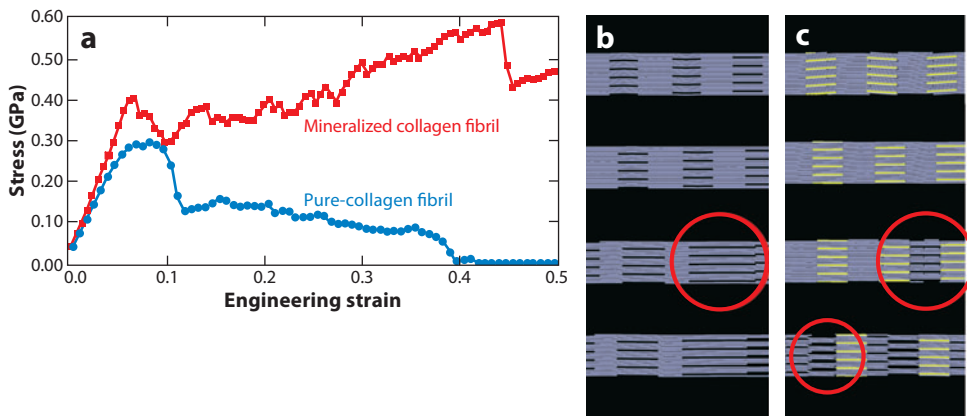 a
Stress (GPa)
0.60
0.50
0.40
0.30
0.20
0.10
0.00
Mineralized collagen fibril
Pure-collagen fibril
0.0 0.1 0.2 0.3 0.4 0.5
Engineering strain
b
c